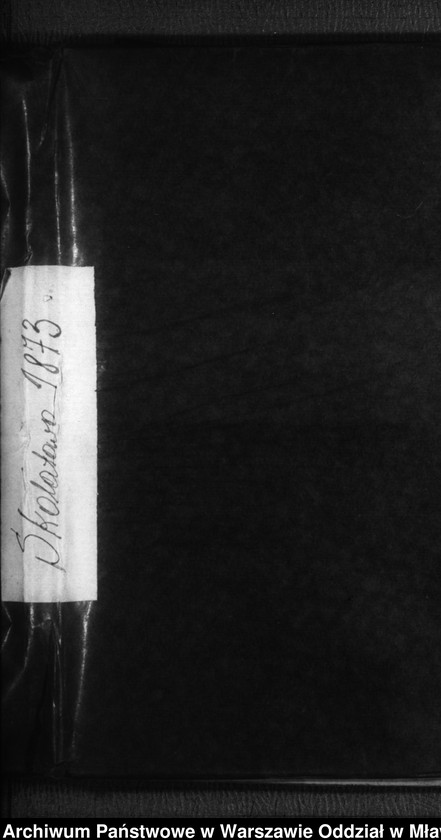 Skołatowo 1873 r.
Archiwum Państwowe w Warszawie Oddział w Mła